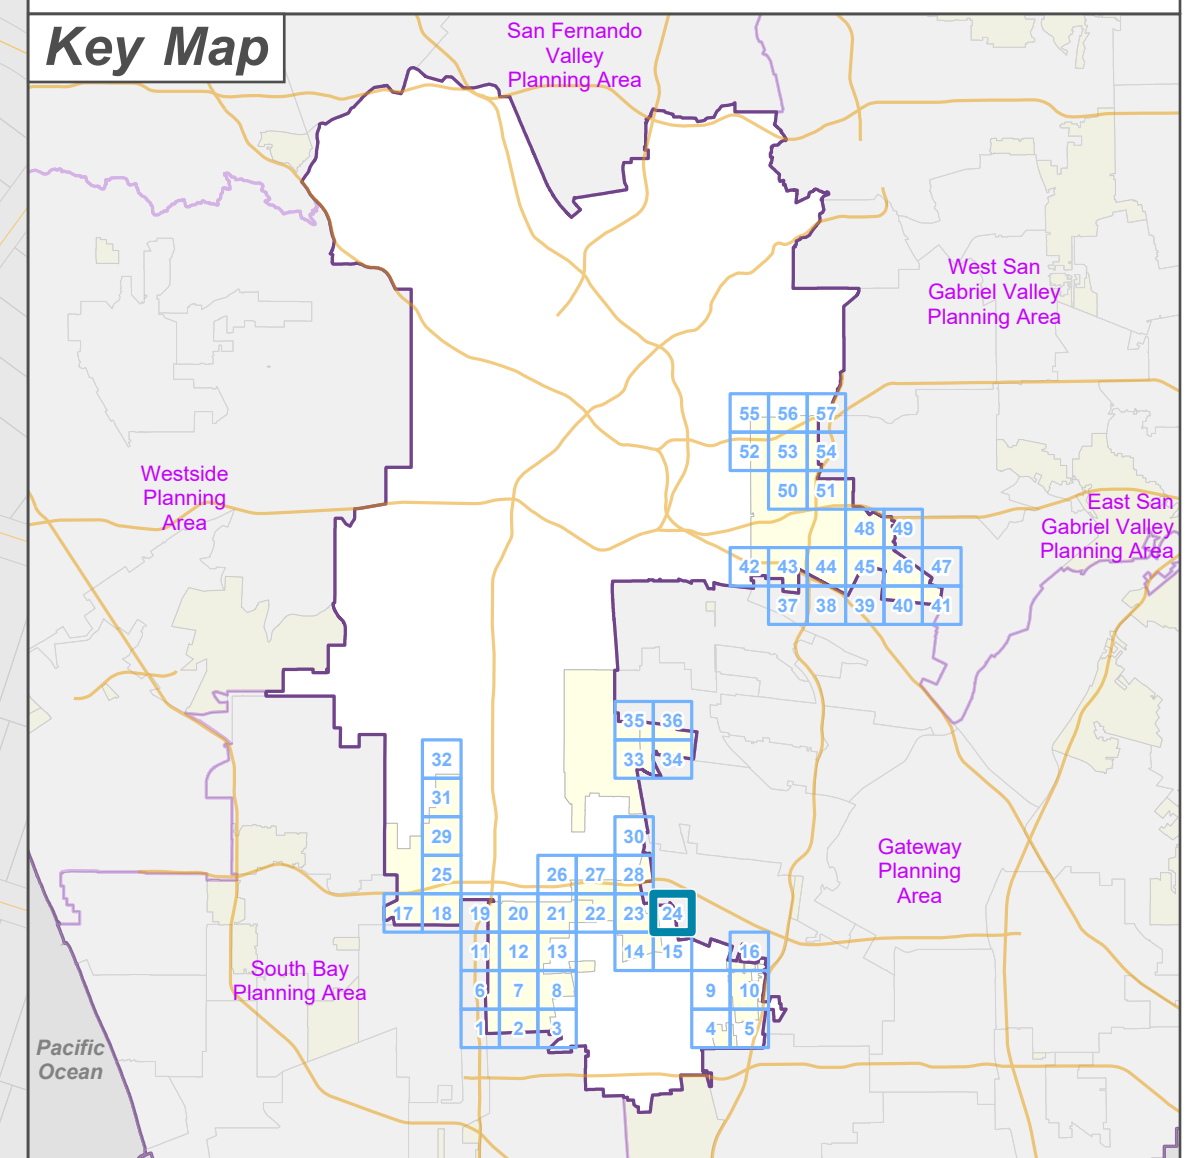 Key Map
San Fernando
Valley
Planning Area
West San
Gabriel Valley
Planning Area
55 56 57
52 53 54
Westside
Planning
Area
50 51
East San
Gabriel Valley
Planning Area
48 49
42 43 44 45 46 47
37 38 39 40 41
35 36
32 33 34
31
29 30
Gateway
Planning
Area
25 26 27 28
17 18 19 20 21 22 23 24
11 12 13 14 15 16
South Bay
Planning Area
6 7 8 9 10
1 2 3 4 5
Pacific
Ocean